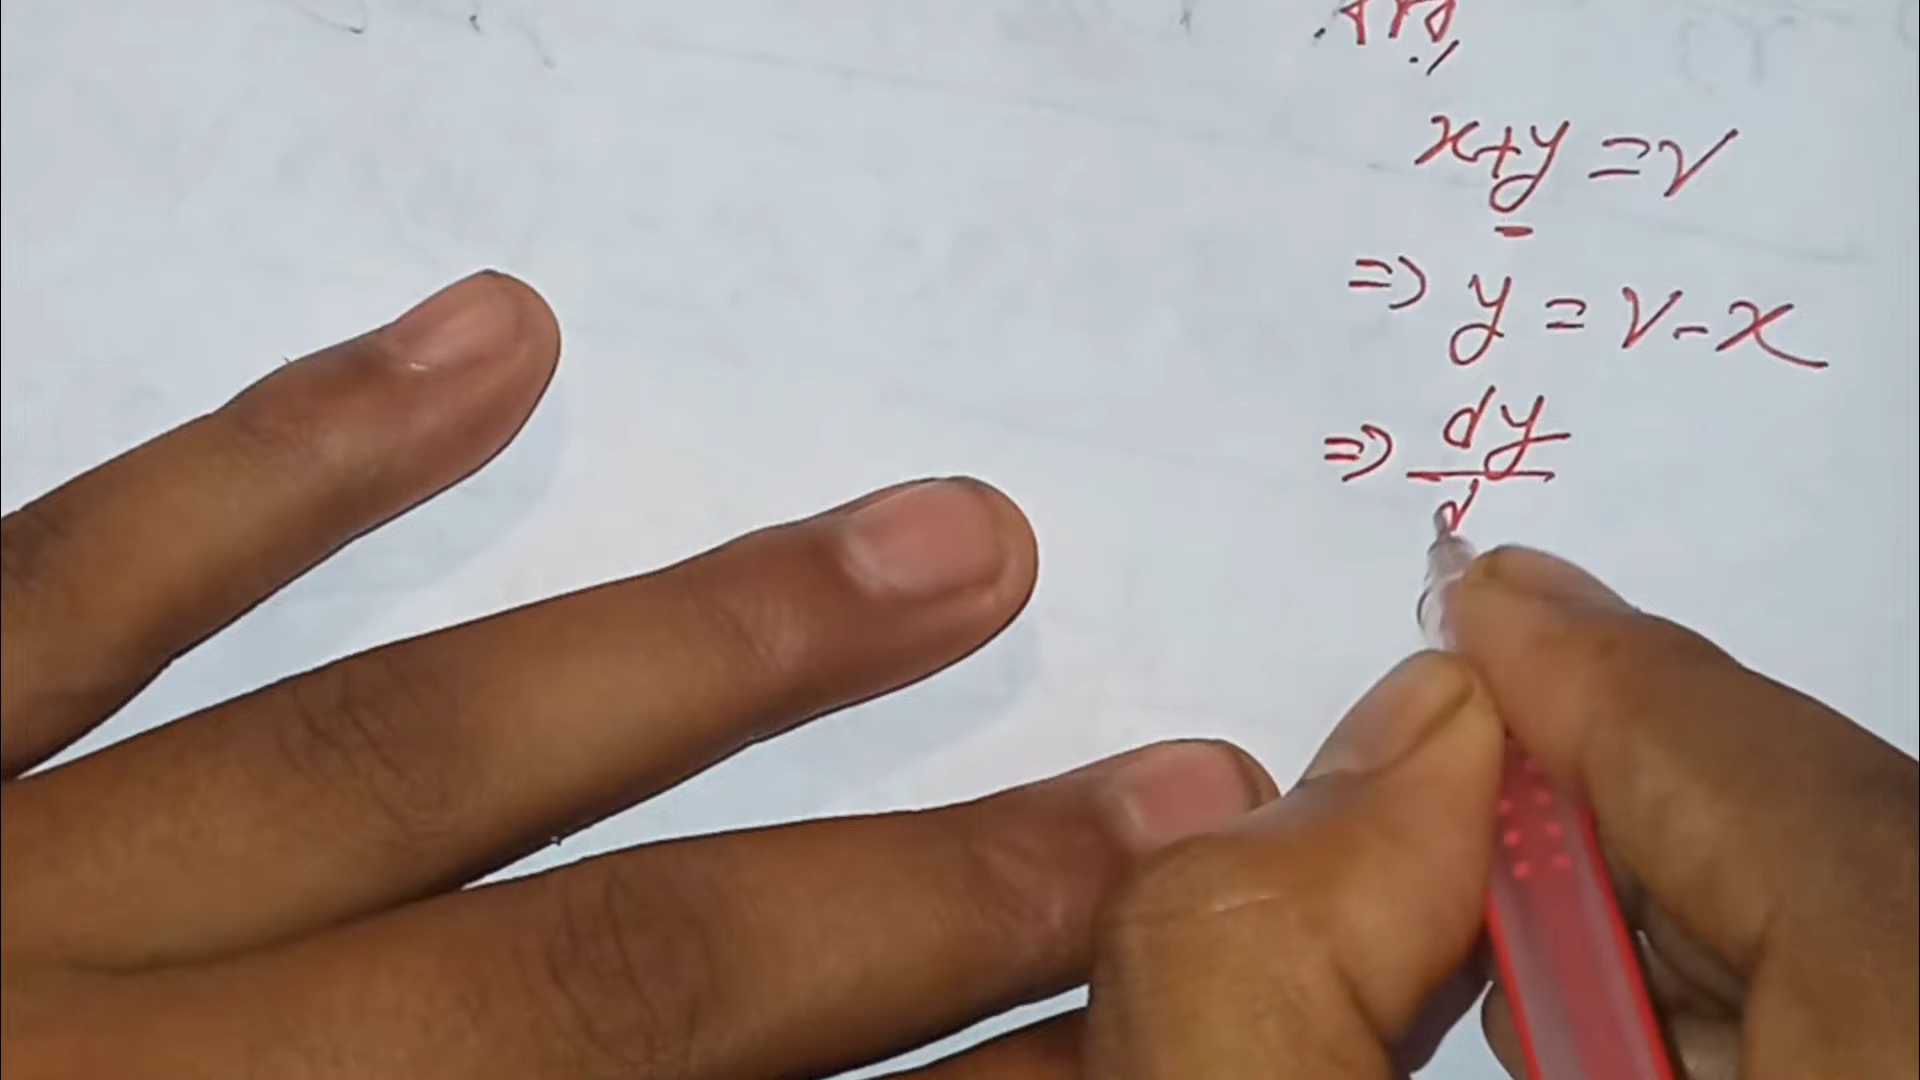 x+y = v
=> y = v - x
=> dy/d